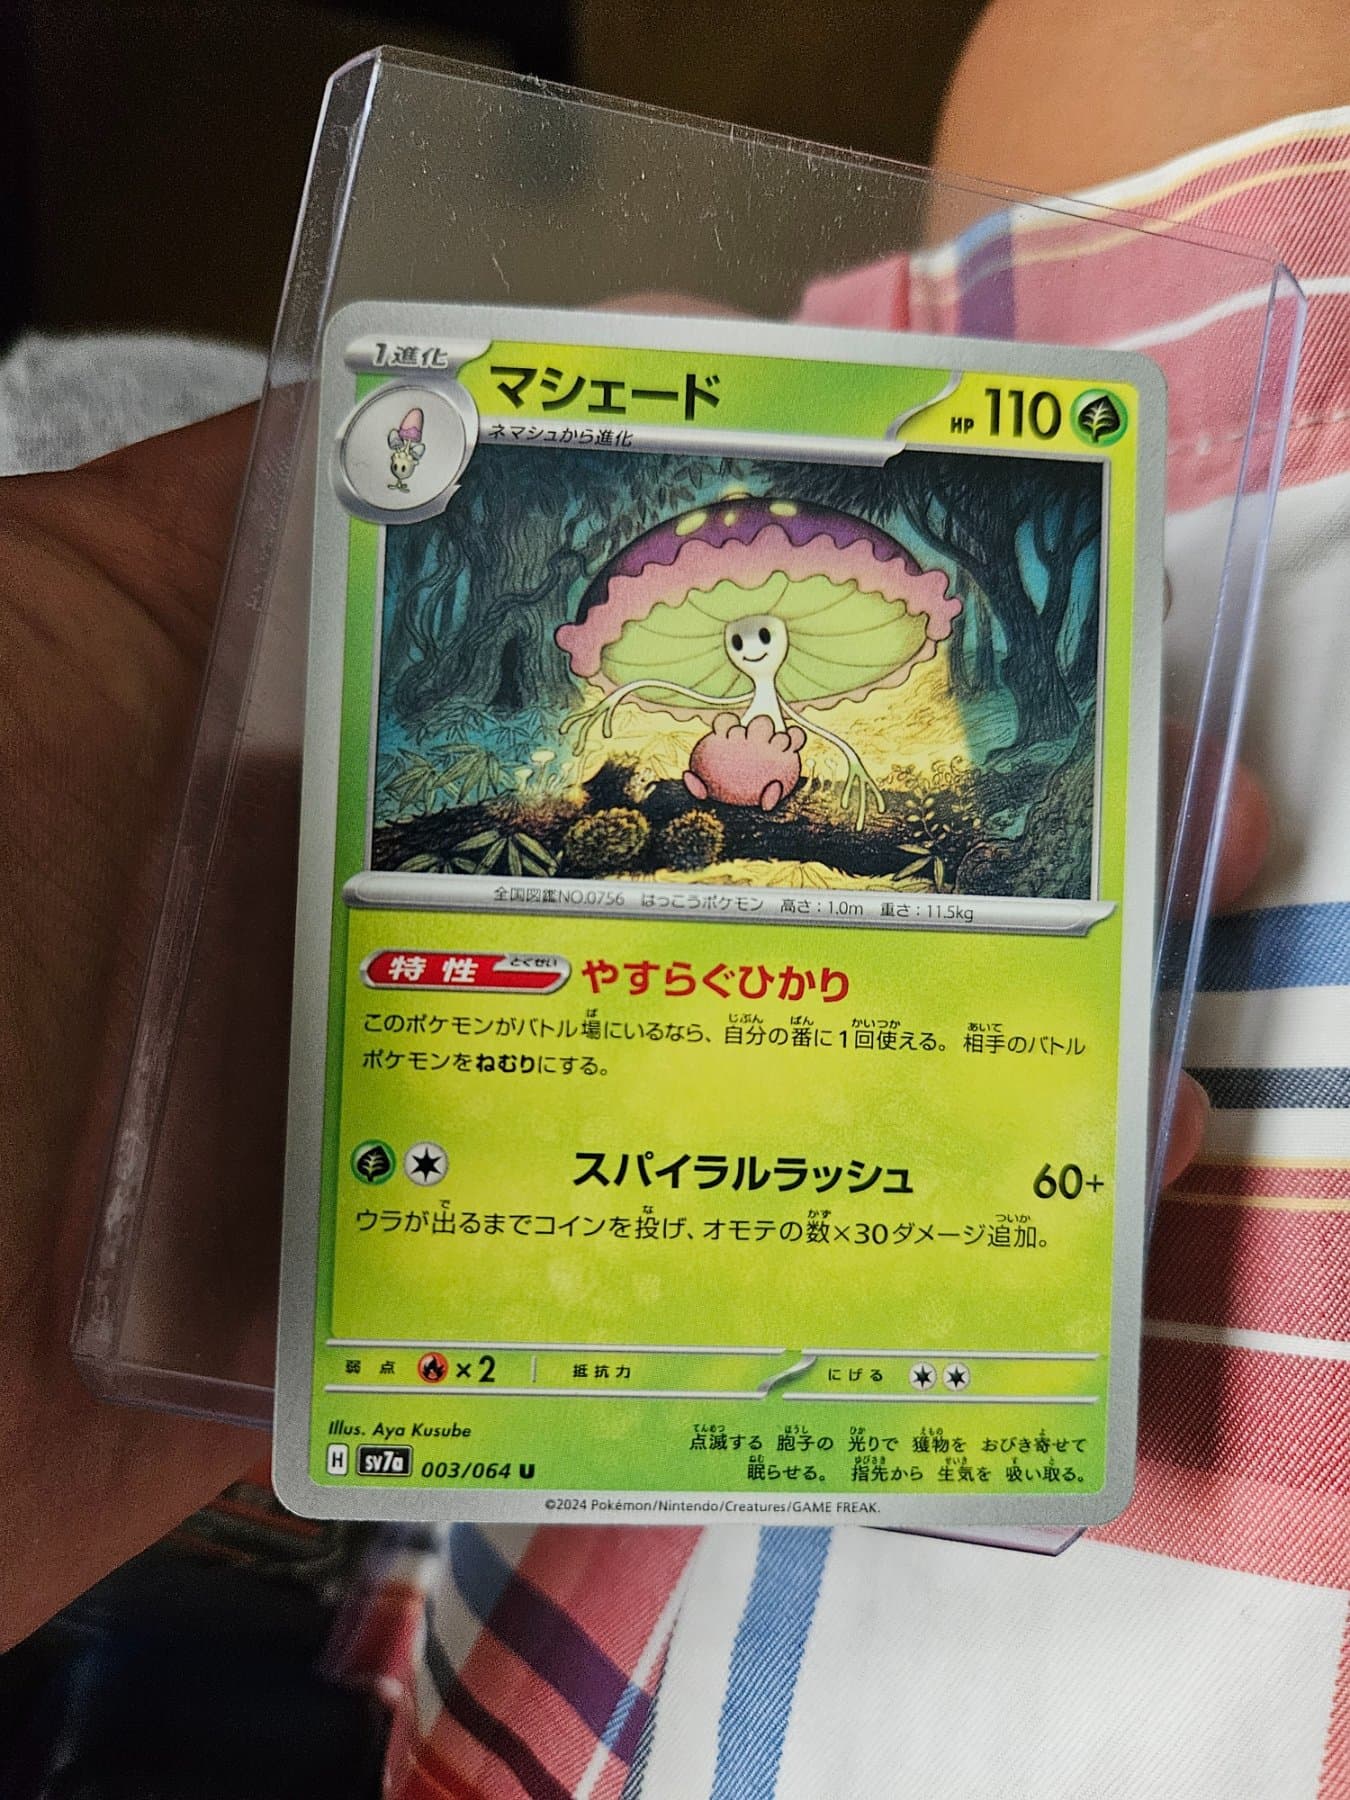 1進化
マシェード
HP 110
ネマシュから進化
全国図鑑NO.0756 はっこうポケモン 高さ:1.0m 重さ:11.5kg
特性 とくせい やすらぐひかり
このポケモンがバトル場にいるなら、自分の番に1回使える。相手のバトル
ポケモンをねむりにする。
スパイラルラッシュ 60+
ウラが出るまでコインを投げ、オモテの数×30ダメージ追加。
弱点 ×2 抵抗力 にげる
Illus. Aya Kusube
H sv7a 003/064 U
点滅する 胞子の 光りで 獲物を おびき寄せて
眠らせる。 指先から 生気を 吸い取る。
©2024 Pokémon/Nintendo/Creatures/GAME FREAK.